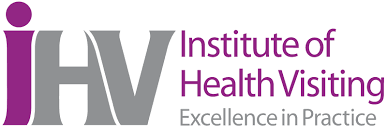 iHV
Institute of
Health Visiting
Excellence in Practice